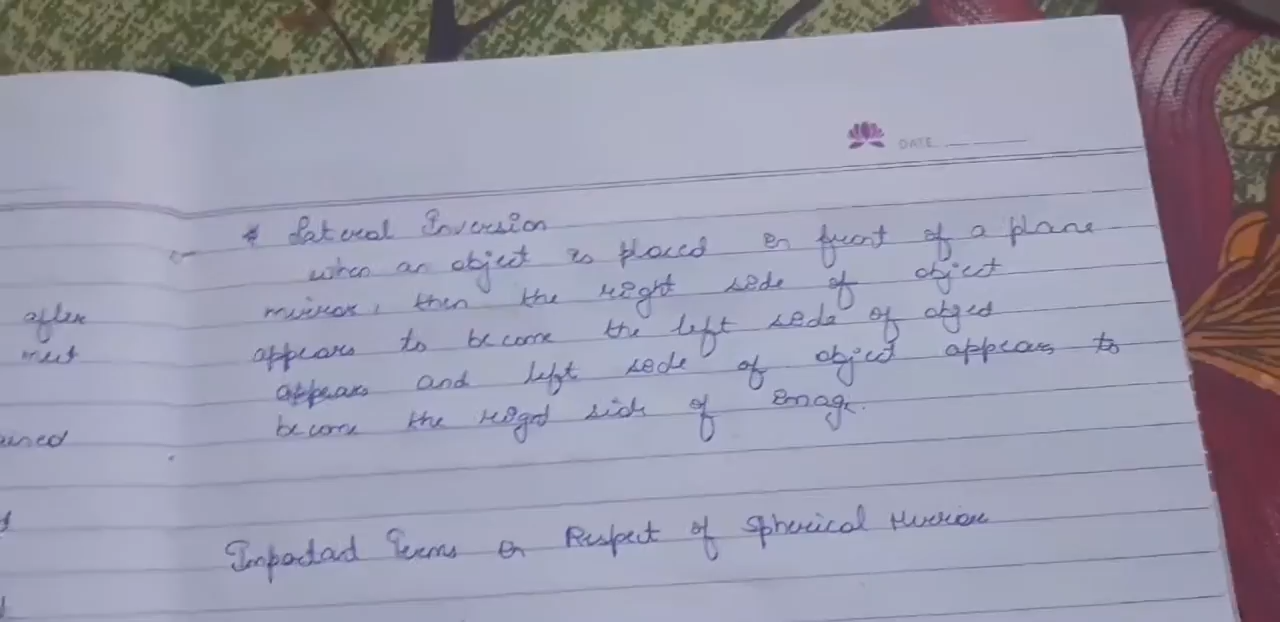 DATE
* Lateral Inversion
when an object is placed in front of a plane
mirror, then the right side of object
appears to become the left side of object
appears and left side of object appears to
become the right side of image.
after
meet
Important Terms in Respect of Spherical Mirror